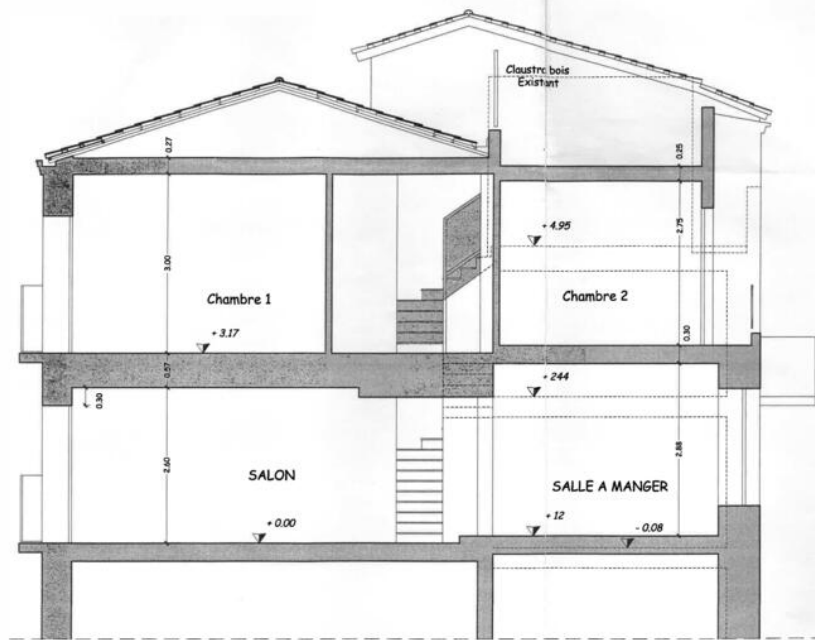 Claustra bois
Existant
0.27
0.25
+ 4.95
2.75
3.00
Chambre 1
Chambre 2
+ 3.17
0.30
0.57
+ 244
0.30
2.60
2.88
SALON
SALLE A MANGER
+ 0.00
+ 12
- 0.08